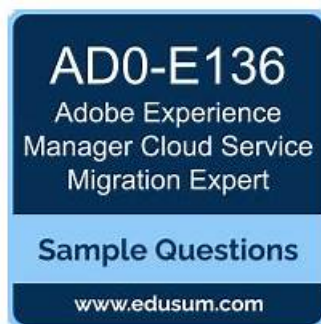 AD0-E136
Adobe Experience
Manager Cloud Service
Migration Expert
Sample Questions
www.edusum.com